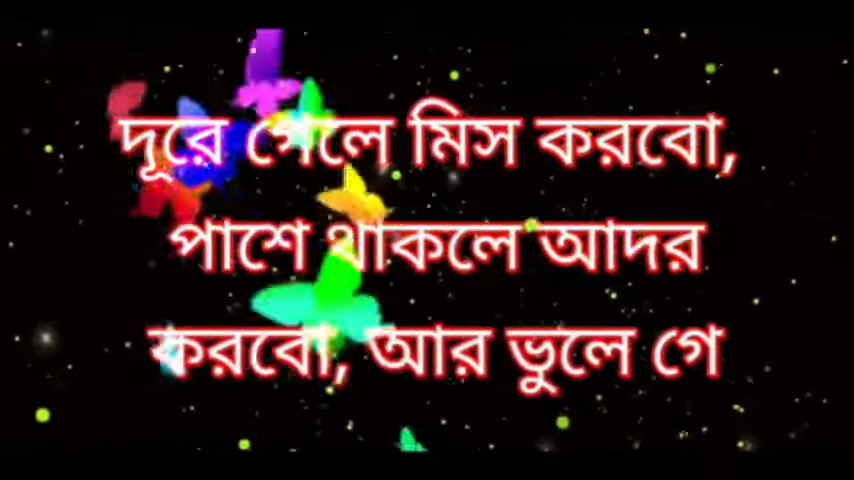 দূরে গেলে মিস করবো,
পাশে থাকলে আদর
করবো, আর ভুলে গে